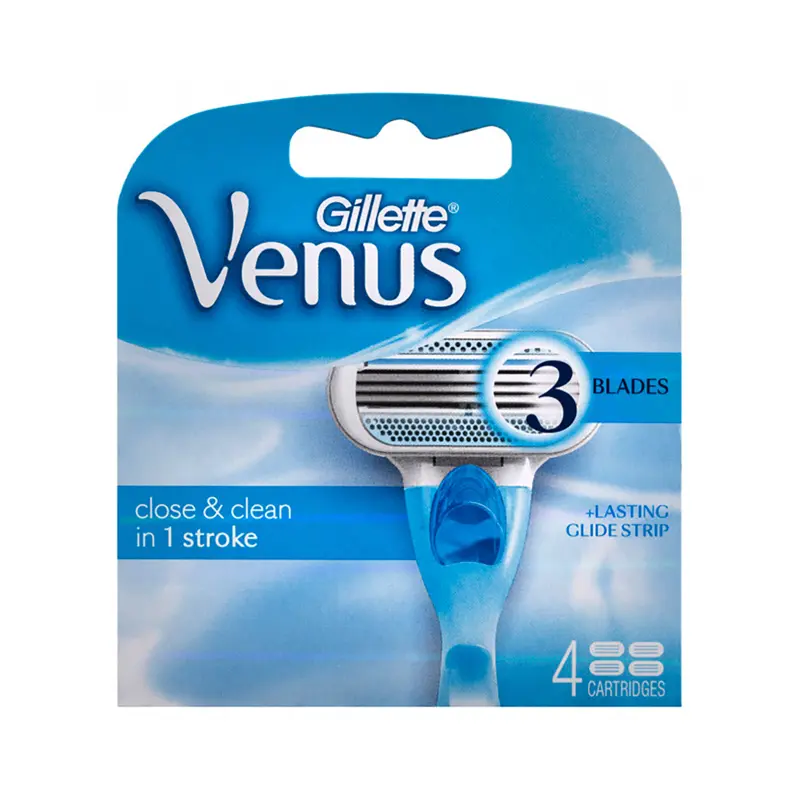 Gillette®
Venus
3 BLADES
close & clean
in 1 stroke
+LASTING
GLIDE STRIP
4 CARTRIDGES